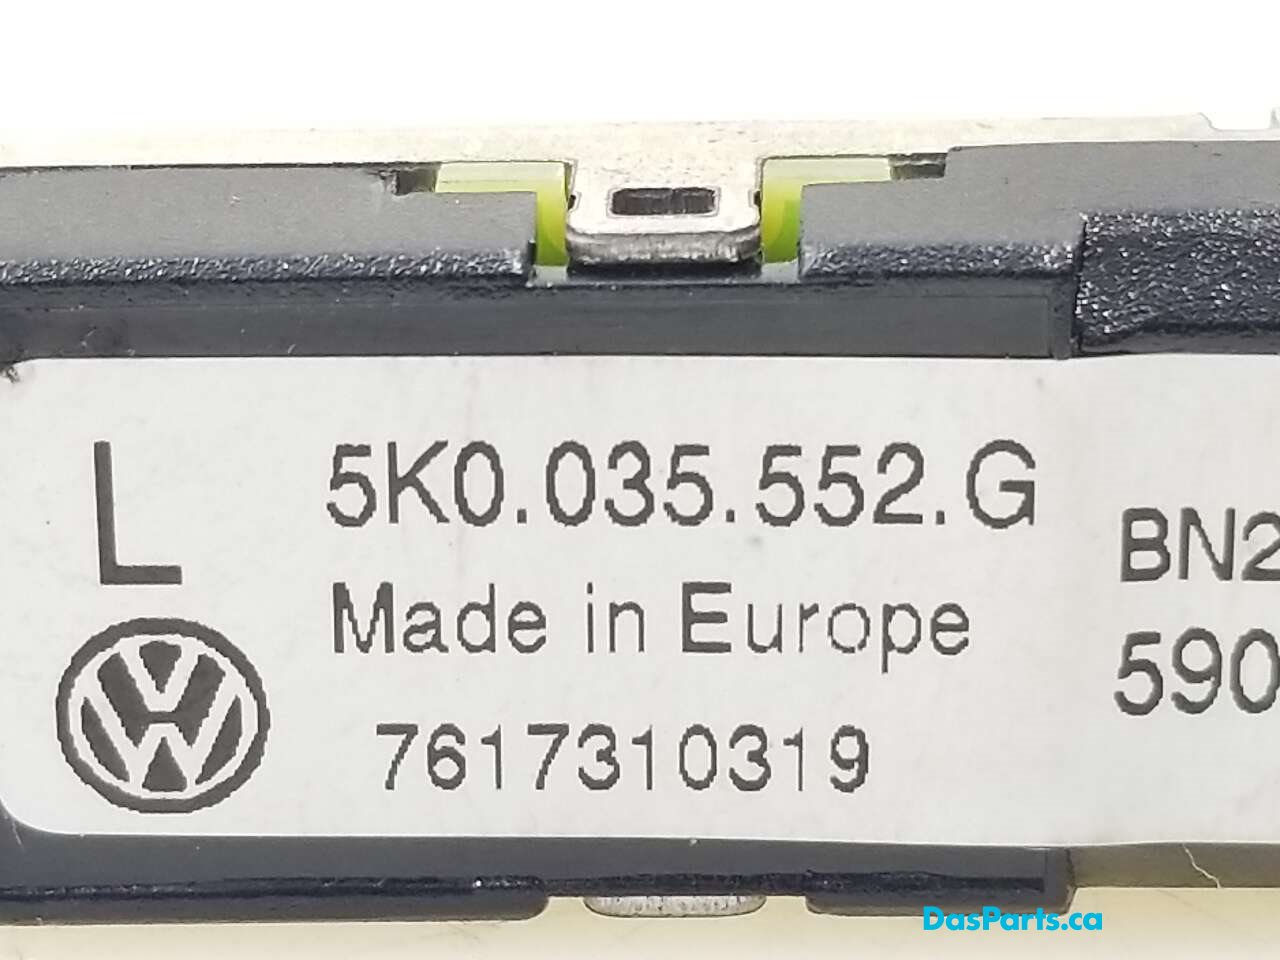 L
5K0.035.552.G
Made in Europe
7617310319
BN2
590
DasParts.ca